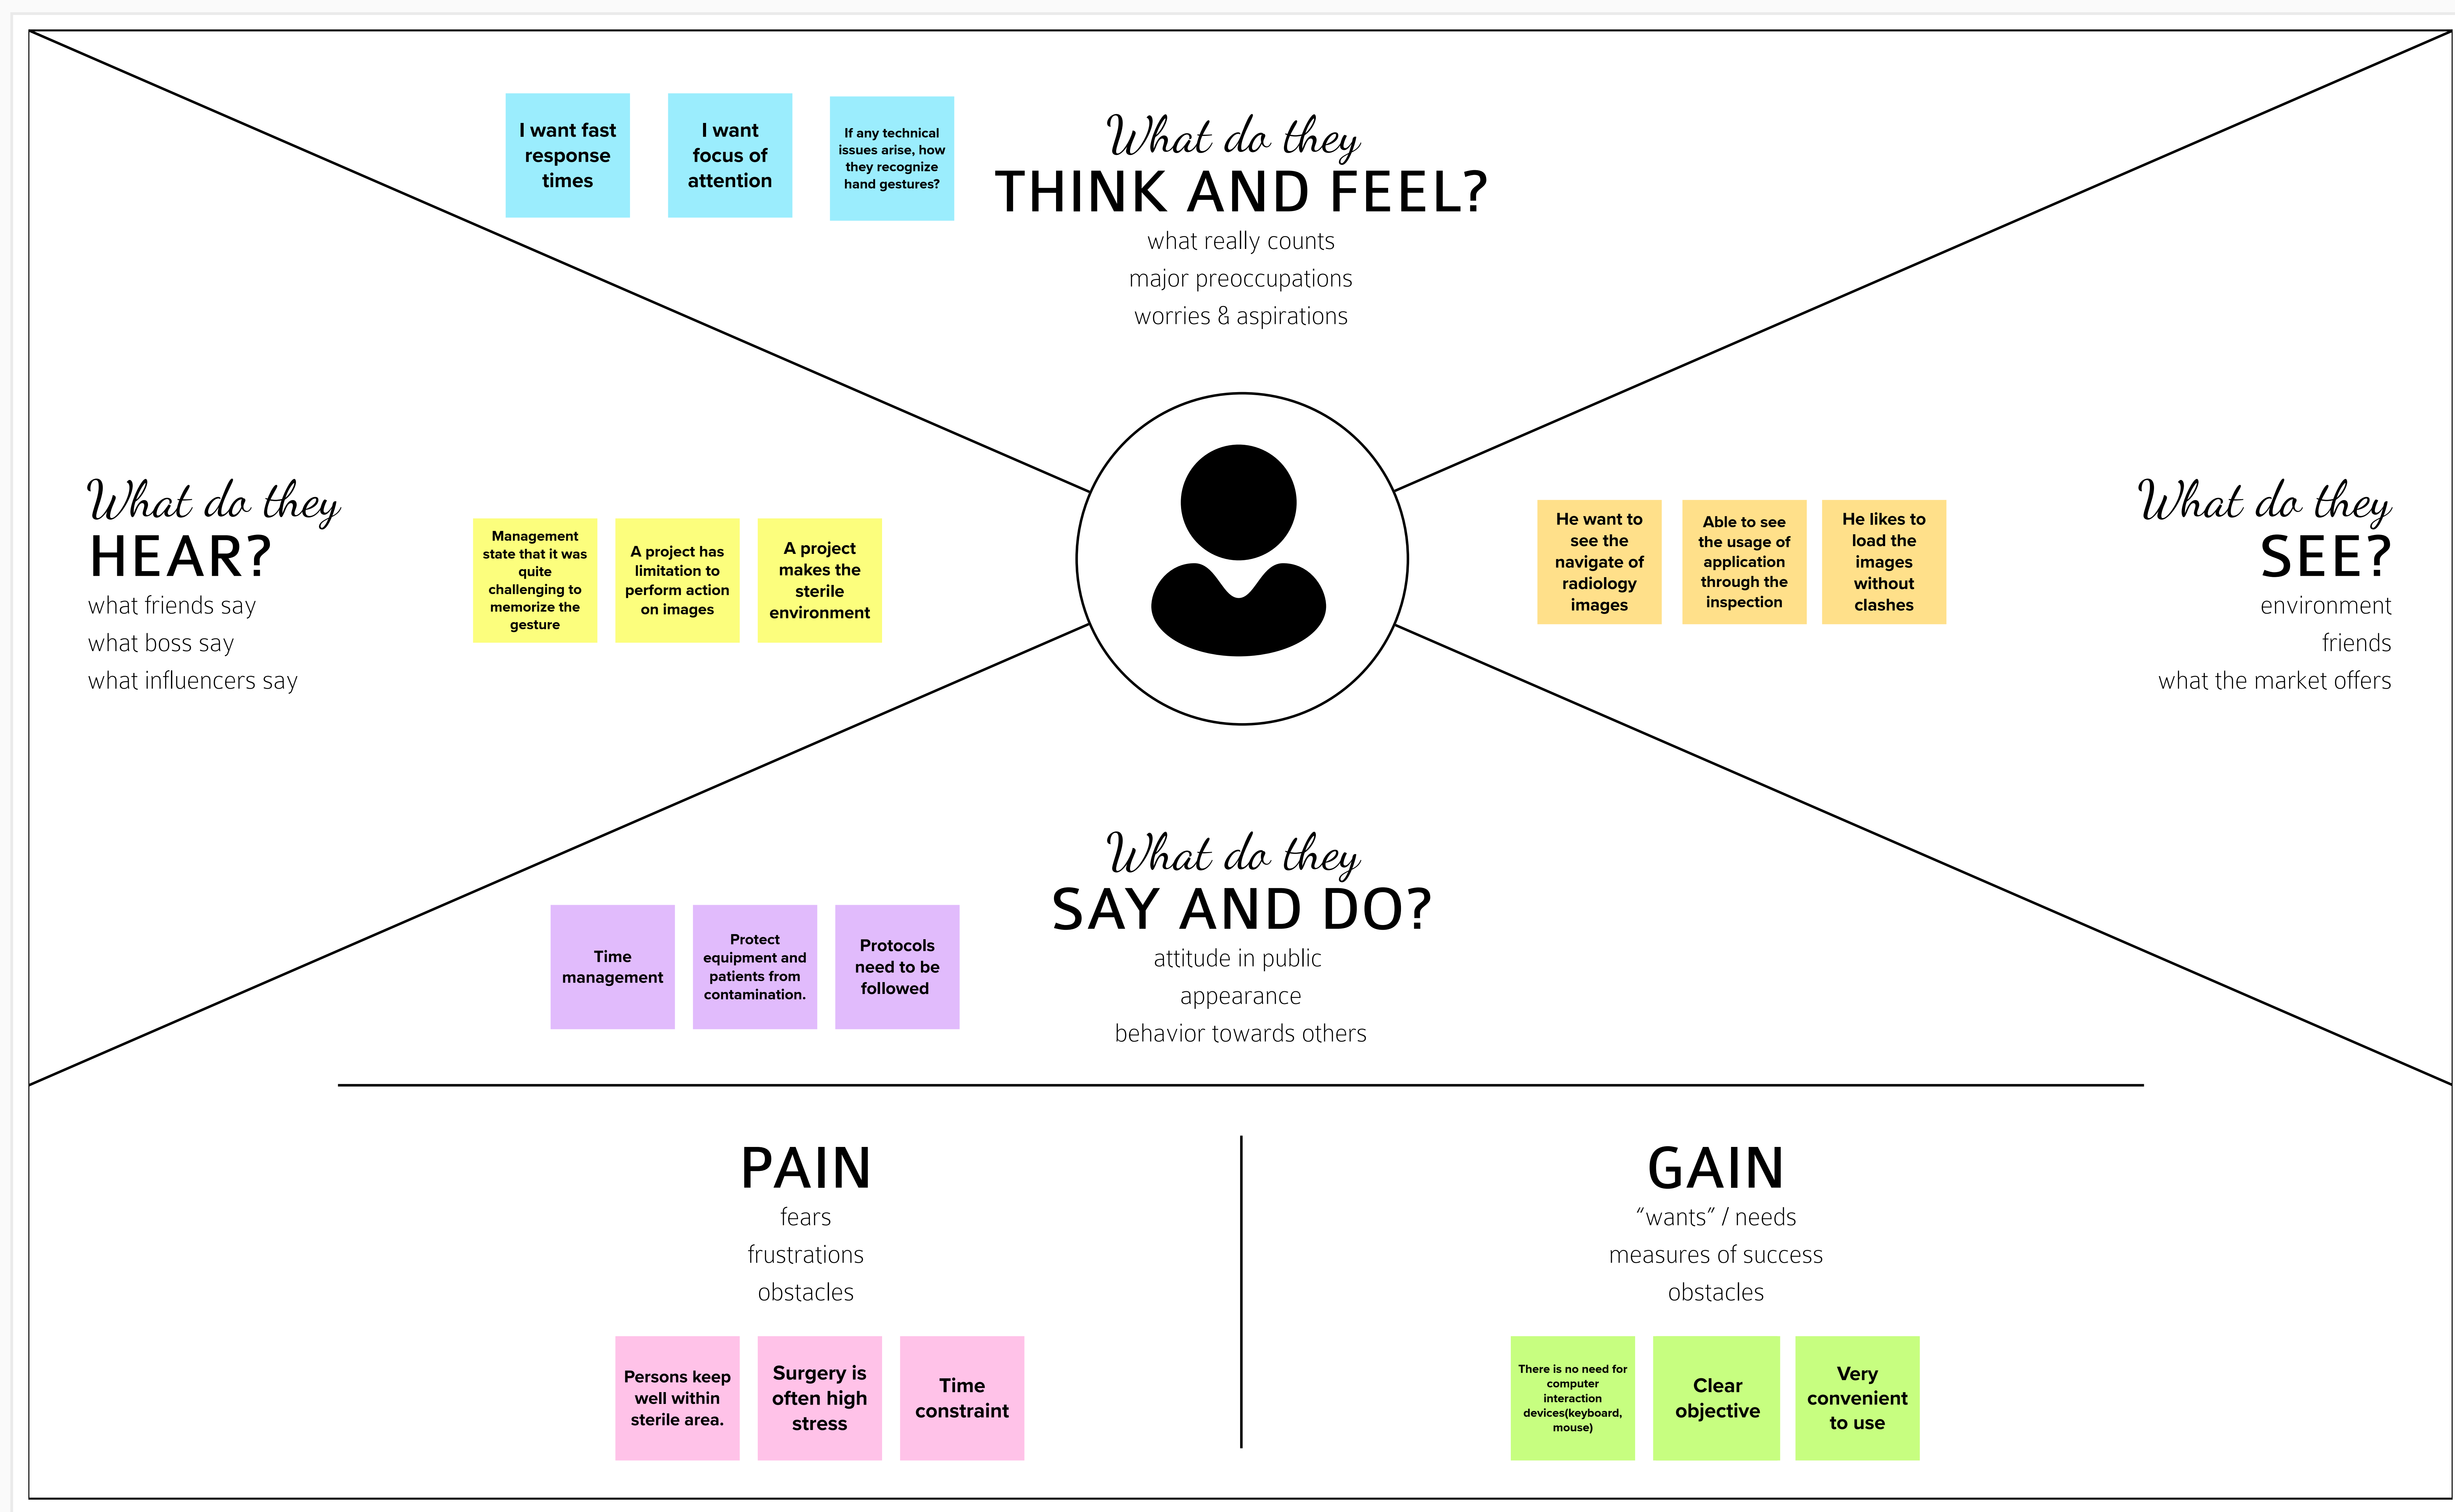 I want fast
response
times
I want
focus of
attention
If any technical
issues arise, how
they recognize
hand gestures?
What do they
THINK AND FEEL?
what really counts
major preoccupations
worries & aspirations
What do they
HEAR?
what friends say
what boss say
what influencers say
Management
state that it was
quite
challenging to
memorize the
gesture
A project has
limitation to
perform action
on images
A project
makes the
sterile
environment
He want to
see the
navigate of
radiology
images
Able to see
the usage of
application
through the
inspection
He likes to
load the
images
without
clashes
What do they
SEE?
environment
friends
what the market offers
Time
management
Protect
equipment and
patients from
contamination.
Protocols
need to be
followed
What do they
SAY AND DO?
attitude in public
appearance
behavior towards others
PAIN
fears
frustrations
obstacles
Persons keep
well within
sterile area.
Surgery is
often high
stress
Time
constraint
GAIN
“wants” / needs
measures of success
obstacles
There is no need for
computer
interaction
devices(keyboard,
mouse)
Clear
objective
Very
convenient
to use